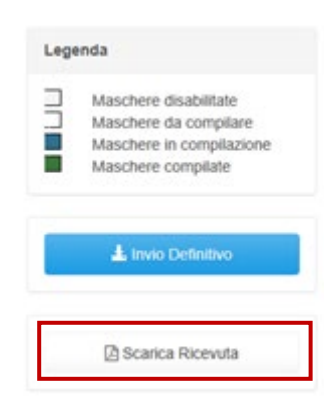 Legenda
Maschere disabilitate
Maschere da compilare
Maschere in compilazione
Maschere compilate
Invio Definitivo
Scarica Ricevuta